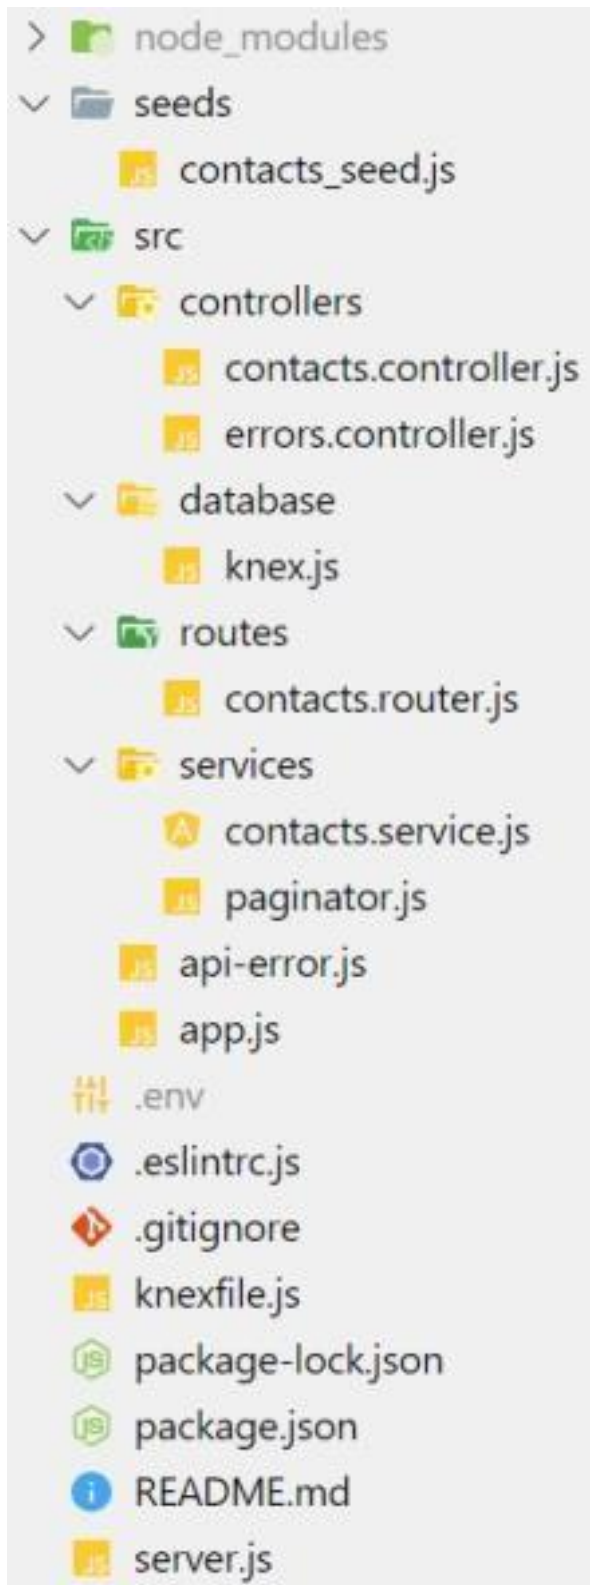 node_modules
seeds
contacts_seed.js
src
controllers
contacts.controller.js
errors.controller.js
database
knex.js
routes
contacts.router.js
services
contacts.service.js
paginator.js
api-error.js
app.js
.env
.eslintrc.js
.gitignore
knexfile.js
package-lock.json
package.json
README.md
server.js